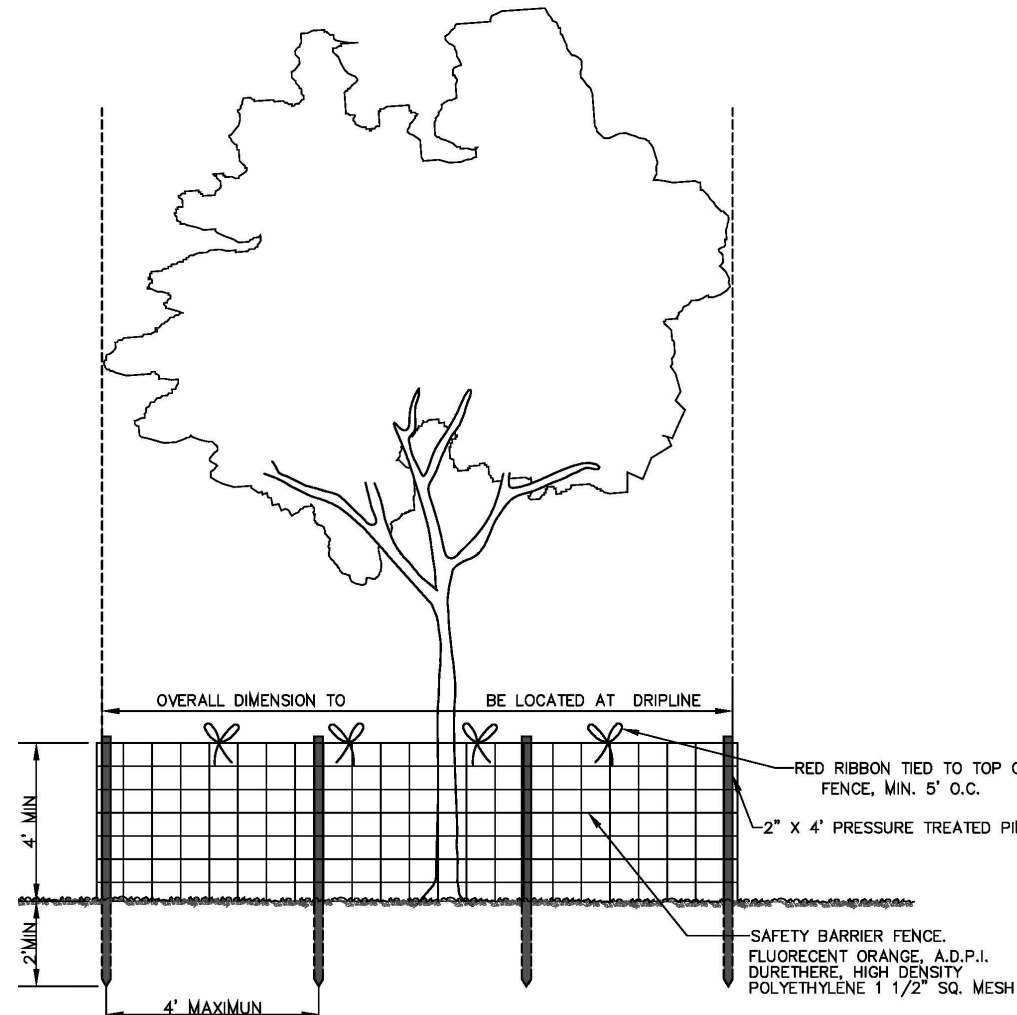 OVERALL DIMENSION TO BE LOCATED AT DRIPLINE
RED RIBBON TIED TO TOP
FENCE, MIN. 5' O.C.
4' MIN
2" X 4' PRESSURE TREATED
2'MIN
SAFETY BARRIER FENCE.
FLUORECENT ORANGE, A.D.P.I.
DURETHERE, HIGH DENSITY
POLYETHYLENE 1 1/2" SQ. MESH
4' MAXIMUN